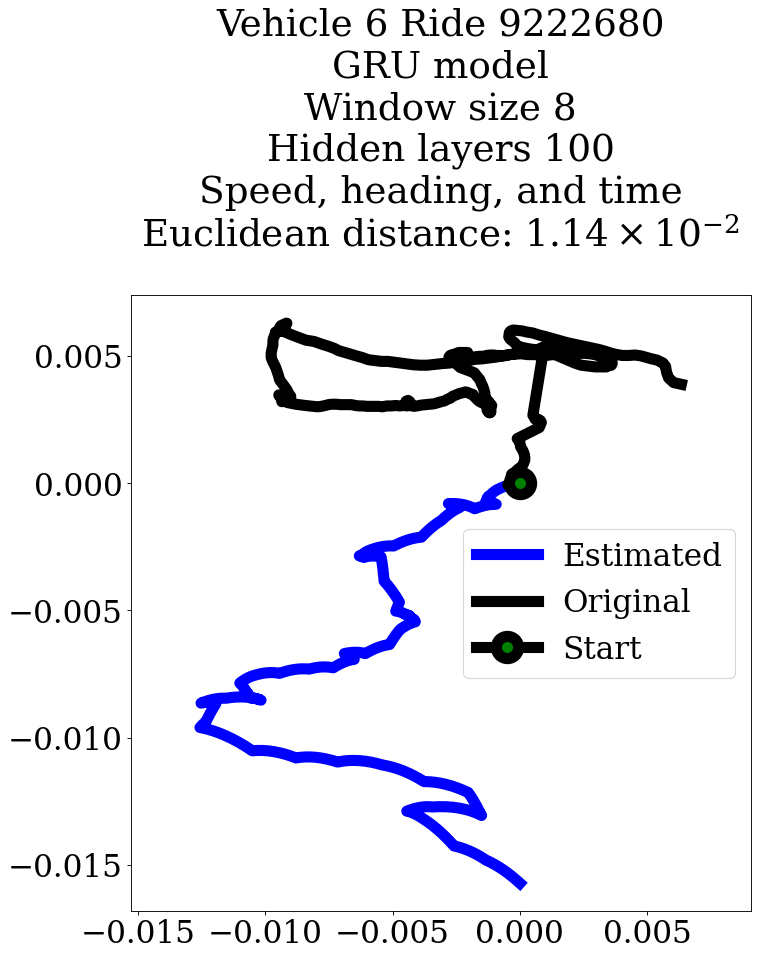 Vehicle 6 Ride 9222680
GRU model
Window size 8
Hidden layers 100
Speed, heading, and time
Euclidean distance: 1.14 × 10⁻²
0.005
0.000
−0.005
−0.010
−0.015
Estimated
Original
Start
−0.015 −0.010 −0.005 0.000 0.005